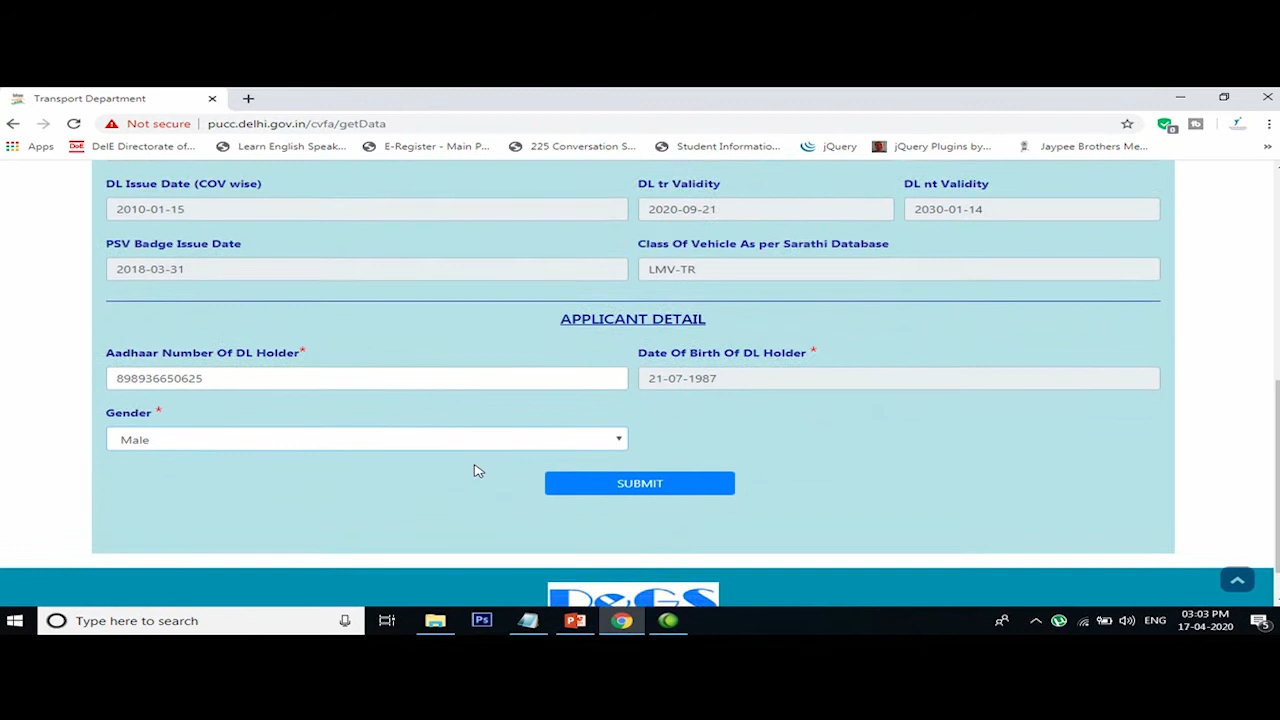 Transport Department
Not secure | pucc.delhi.gov.in/cvfa/getData
Apps DelE Directorate of... Learn English Speak... E-Register - Main P... 225 Conversation S... Student Informatio... jQuery jQuery Plugins by... Jaypee Brothers Me... »
DL Issue Date (COV wise) DL tr Validity DL nt Validity
2010-01-15 2020-09-21 2030-01-14
PSV Badge Issue Date Class Of Vehicle As per Sarathi Database
2018-03-31 LMV-TR
APPLICANT DETAIL
Aadhaar Number Of DL Holder* Date Of Birth Of DL Holder *
898936650625 21-07-1987
Gender *
Male
SUBMIT
Type here to search ENG 03:03 PM
17-04-2020